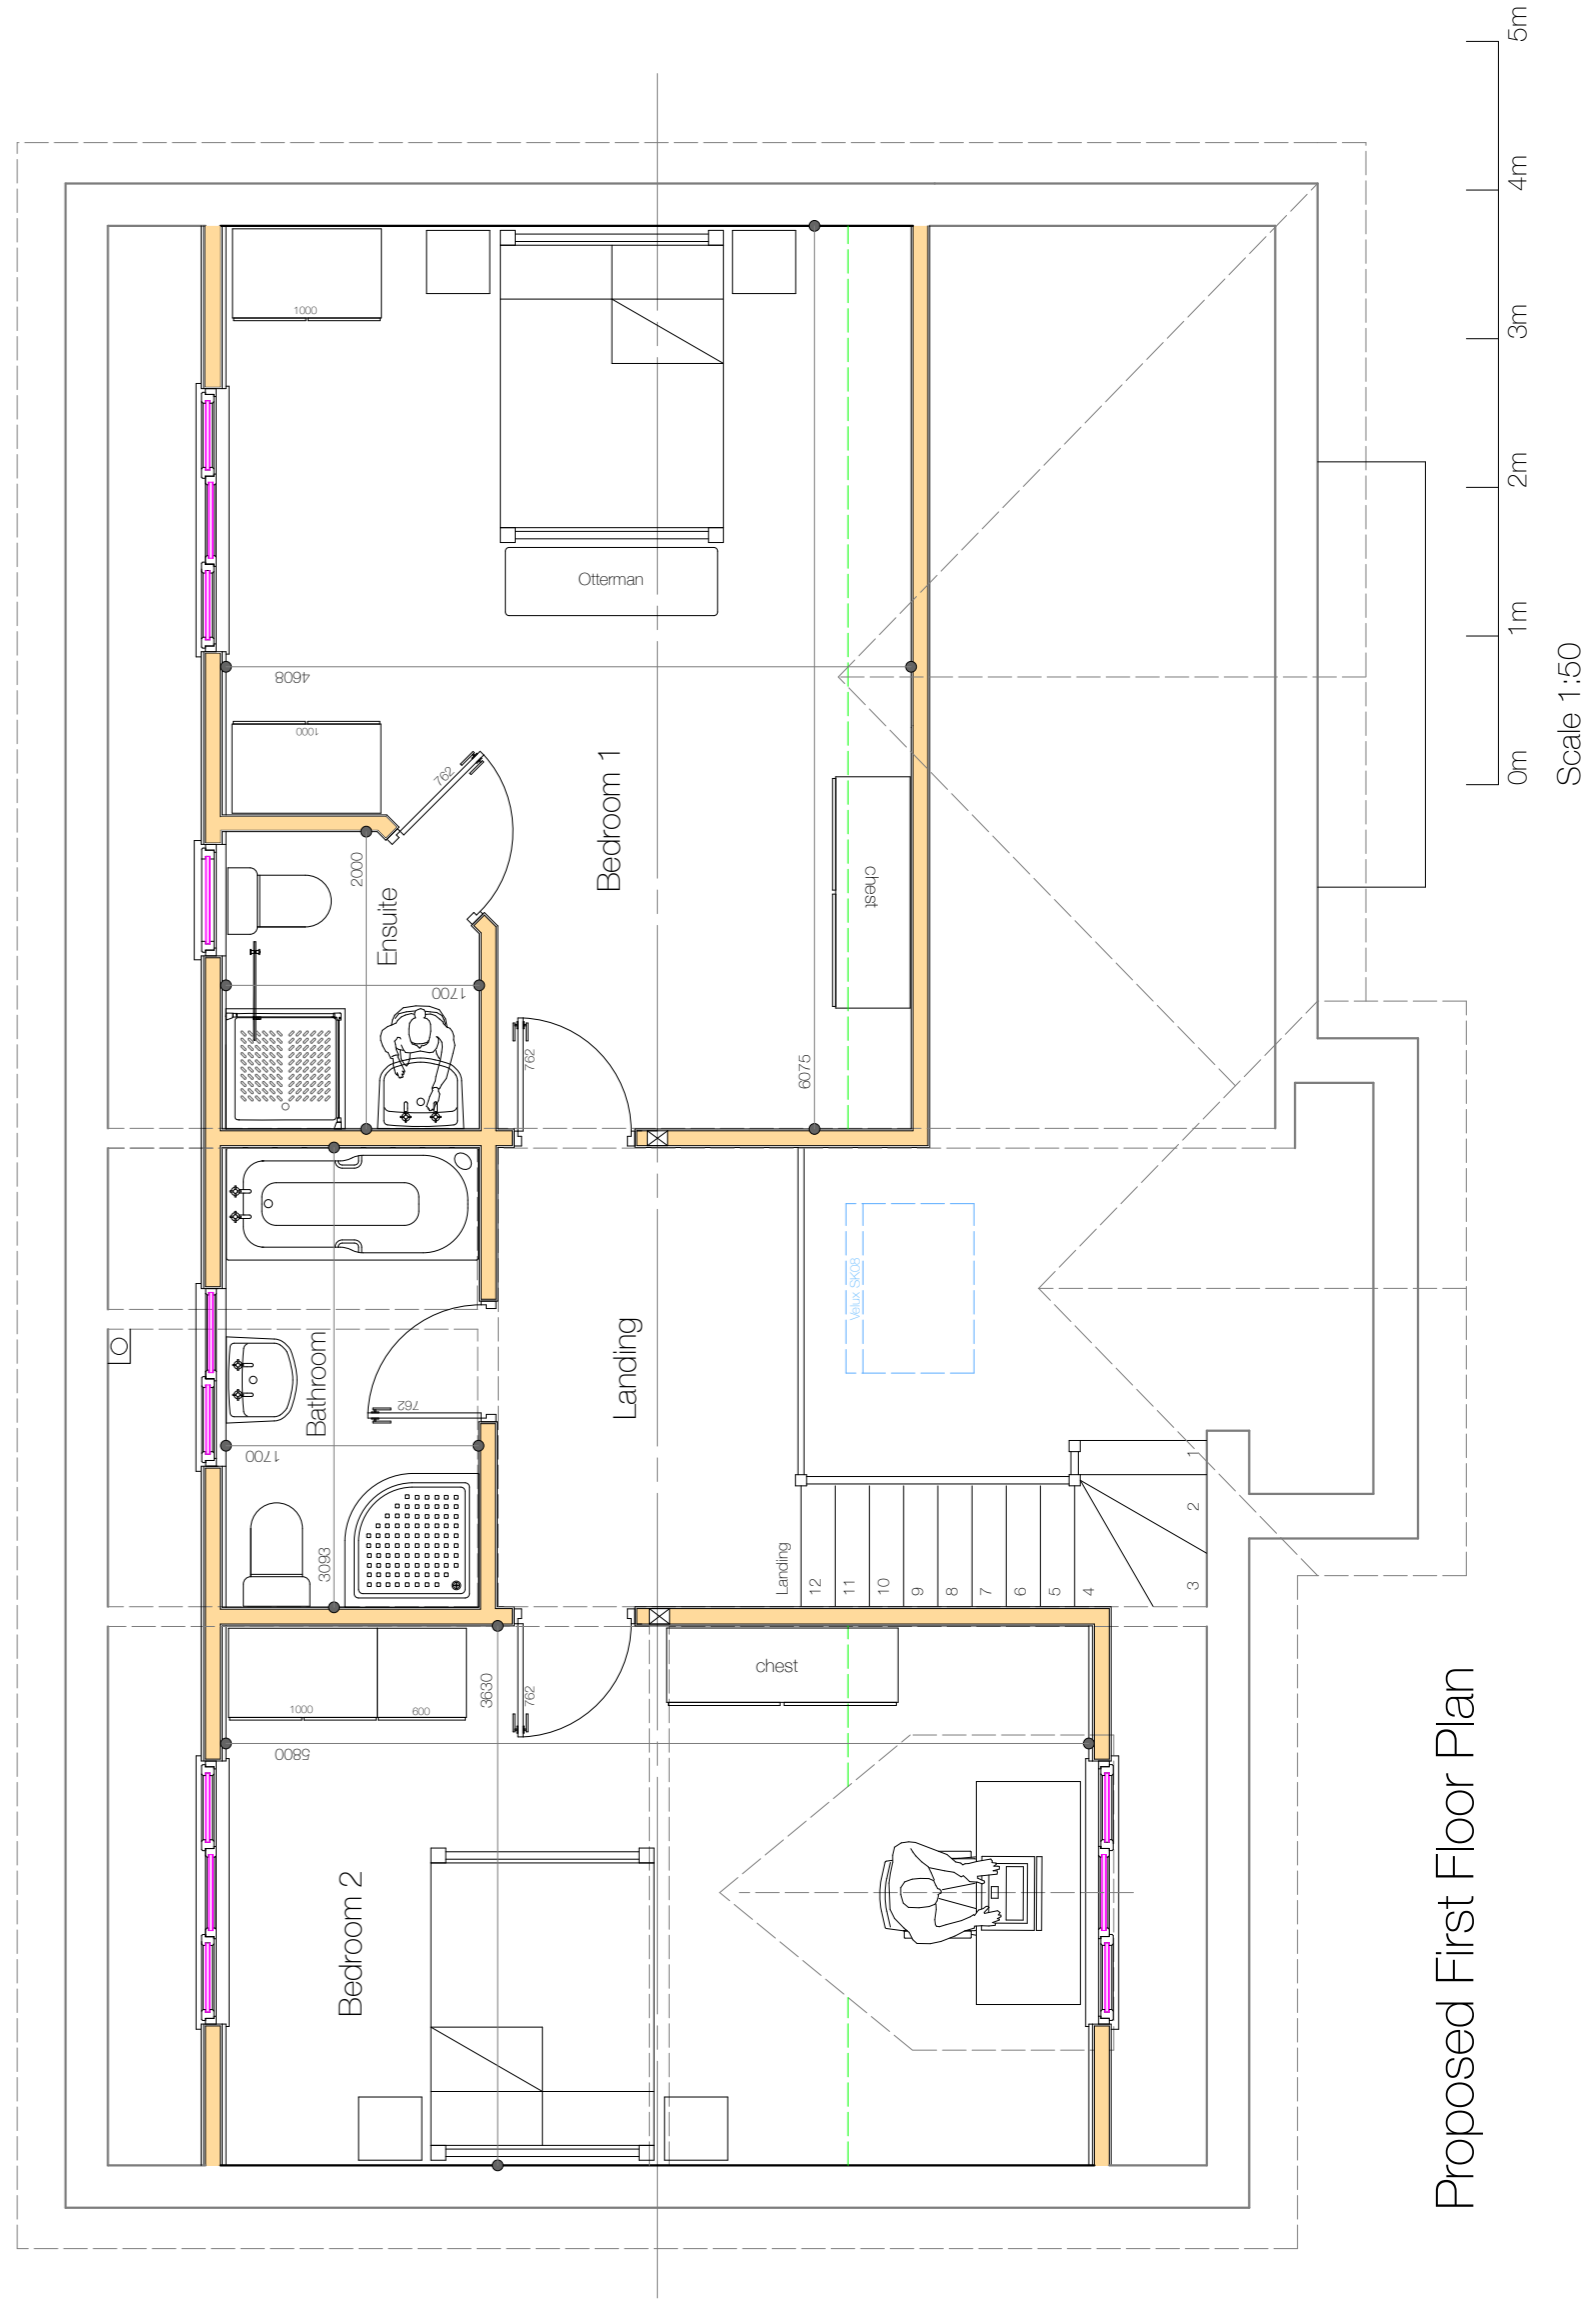 Proposed First Floor Plan
Scale 1:50
0m 1m 2m 3m 4m 5m
Bedroom 2
5800
3630
1000
600
762
chest
Bathroom
1700
3093
762
Landing
Landing
12
11
10
9
8
7
6
5
4
3
2
1
Velux SK08
Ensuite
2000
1700
762
Bedroom 1
762
6075
4608
1000
1000
Otterman
chest